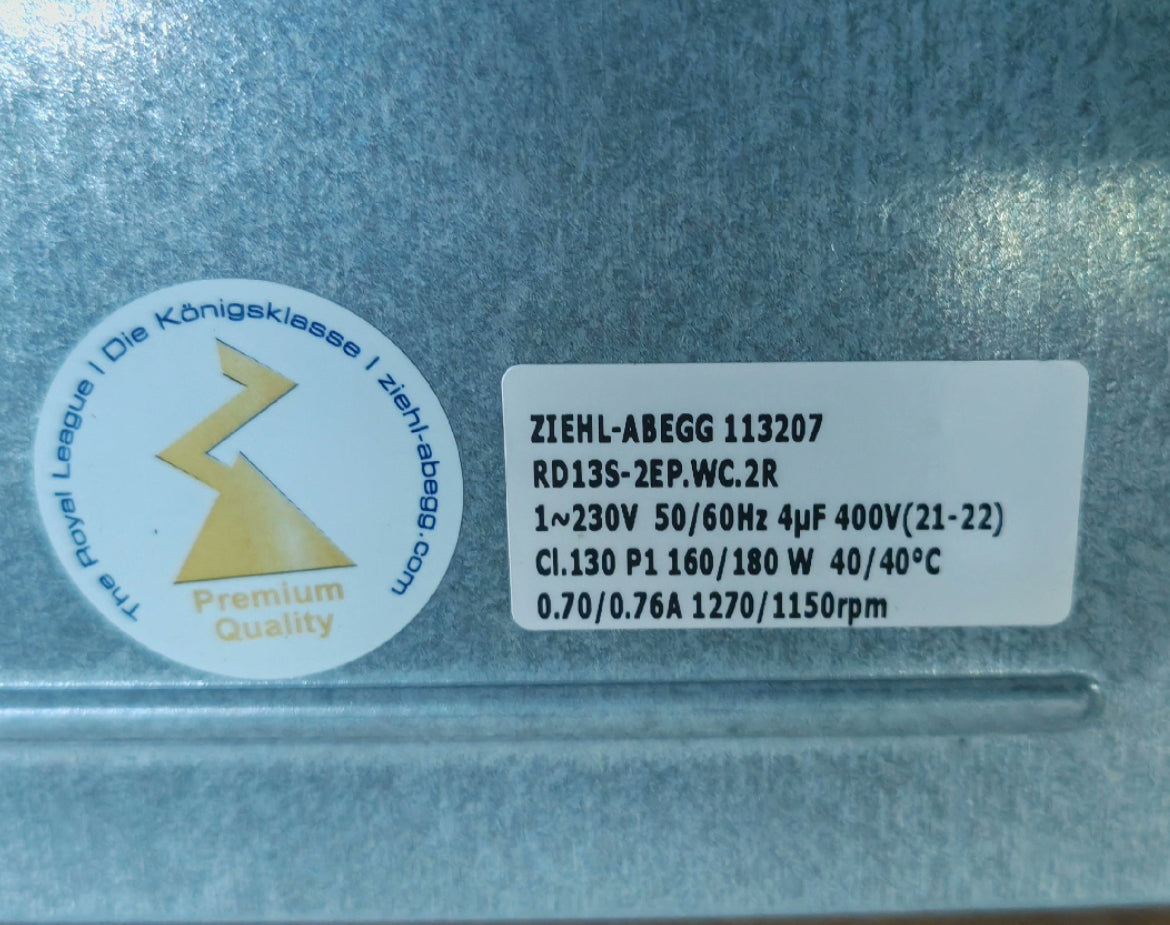 The Royal League | Die Königsklasse | ziehl-abegg.com
Premium
Quality
ZIEHL-ABEGG 113207
RD13S-2EP.WC.2R
1~230V 50/60Hz 4µF 400V(21-22)
Cl.130 P1 160/180 W 40/40°C
0.70/0.76A 1270/1150rpm